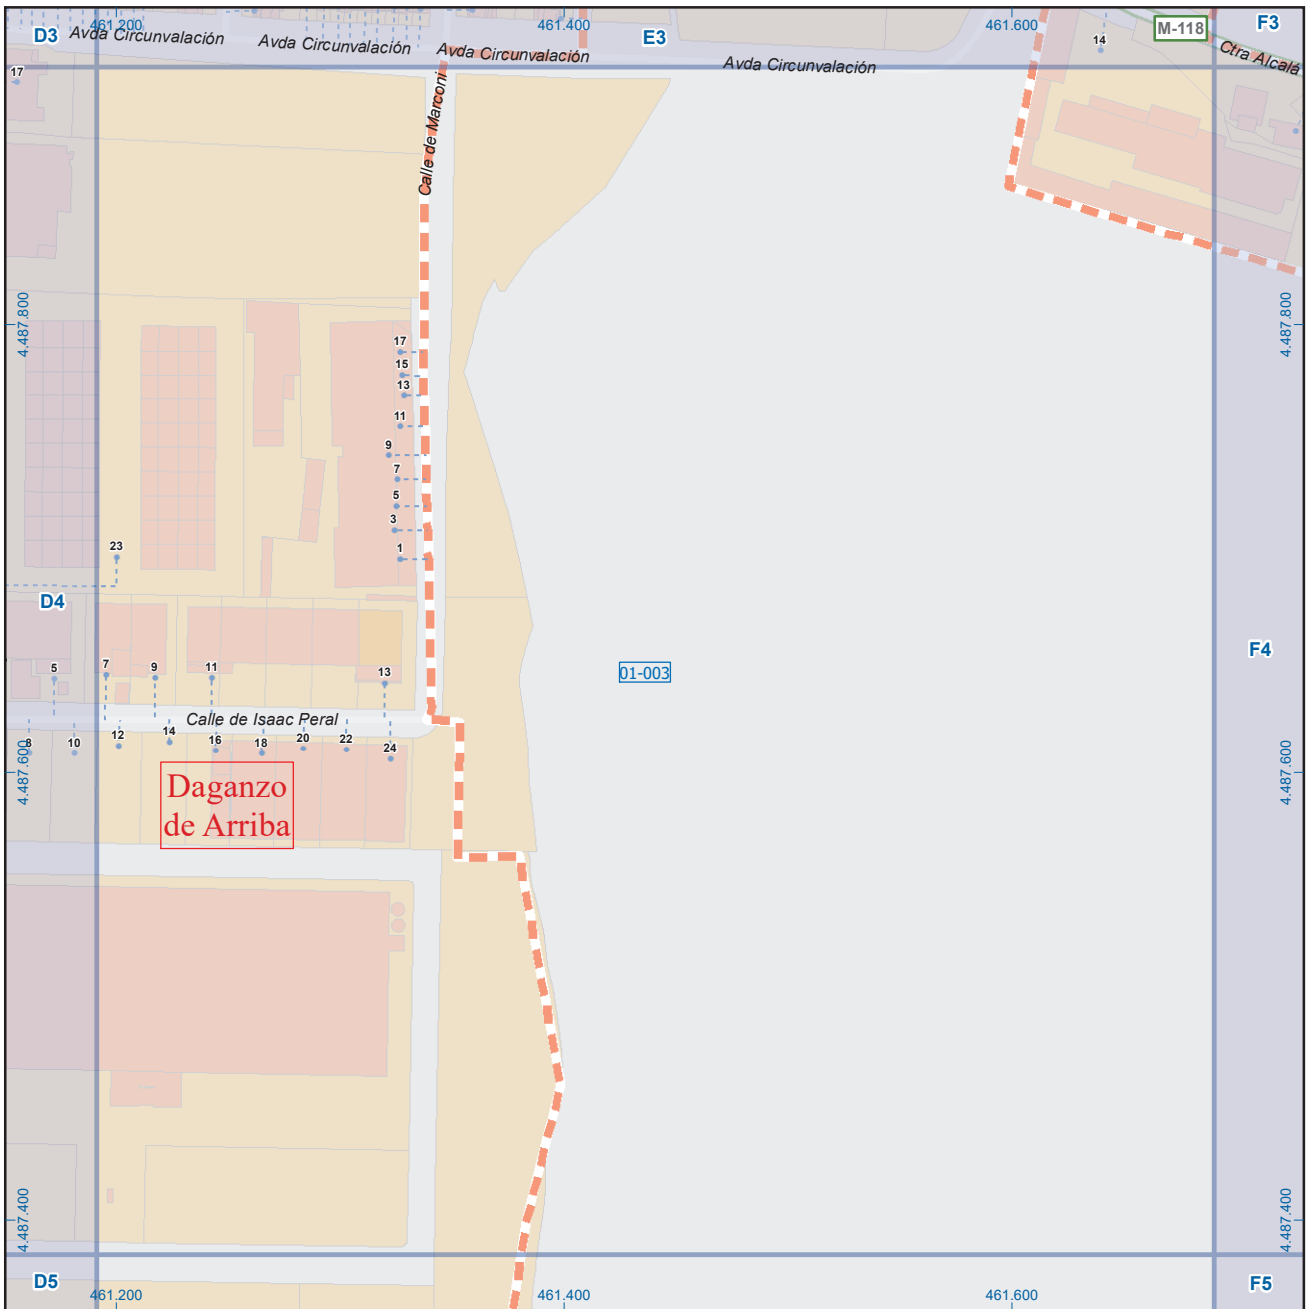 D3
461.200
461.400
E3
461.600
M-118
F3
Avda Circunvalación
Avda Circunvalación
Avda Circunvalación
Avda Circunvalación
14
Ctra Alcalá
17
Calle de Marconi
4.487.800
4.487.800
17
15
13
11
9
7
5
3
1
23
D4
F4
01-003
5
7
9
11
13
Calle de Isaac Peral
8
10
12
14
16
18
20
22
24
4.487.600
4.487.600
Daganzo
de Arriba
4.487.400
4.487.400
D5
461.200
461.400
461.600
F5